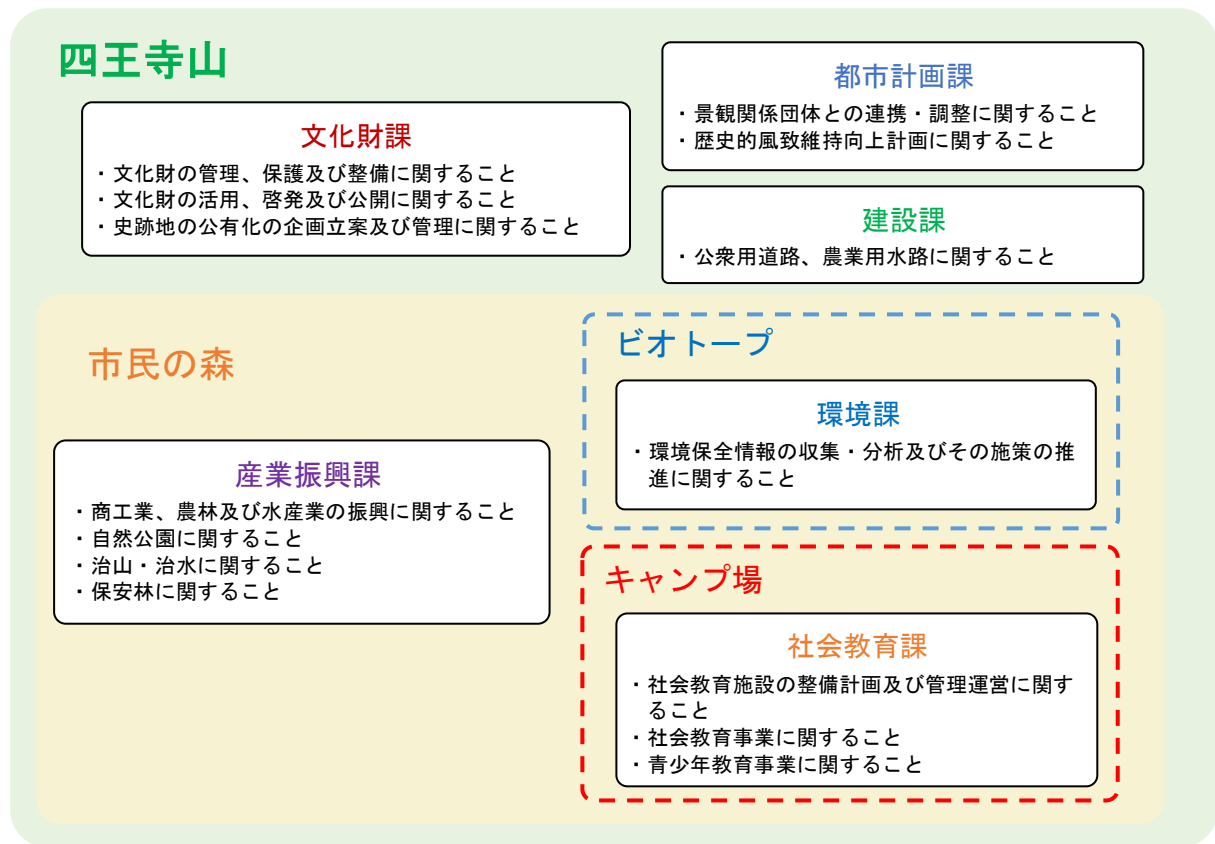 四王寺山
文化財課
・文化財の管理、保護及び整備に関すること
・文化財の活用、啓発及び公開に関すること
・史跡地の公有化の企画立案及び管理に関すること
都市計画課
・景観関係団体との連携・調整に関すること
・歴史的風致維持向上計画に関すること
建設課
・公衆用道路、農業用水路に関すること
市民の森
産業振興課
・商工業、農林及び水産業の振興に関すること
・自然公園に関すること
・治山・治水に関すること
・保安林に関すること
ビオトープ
環境課
・環境保全情報の収集・分析及びその施策の推
進に関すること
キャンプ場
社会教育課
・社会教育施設の整備計画及び管理運営に関す
ること
・社会教育事業に関すること
・青少年教育事業に関すること